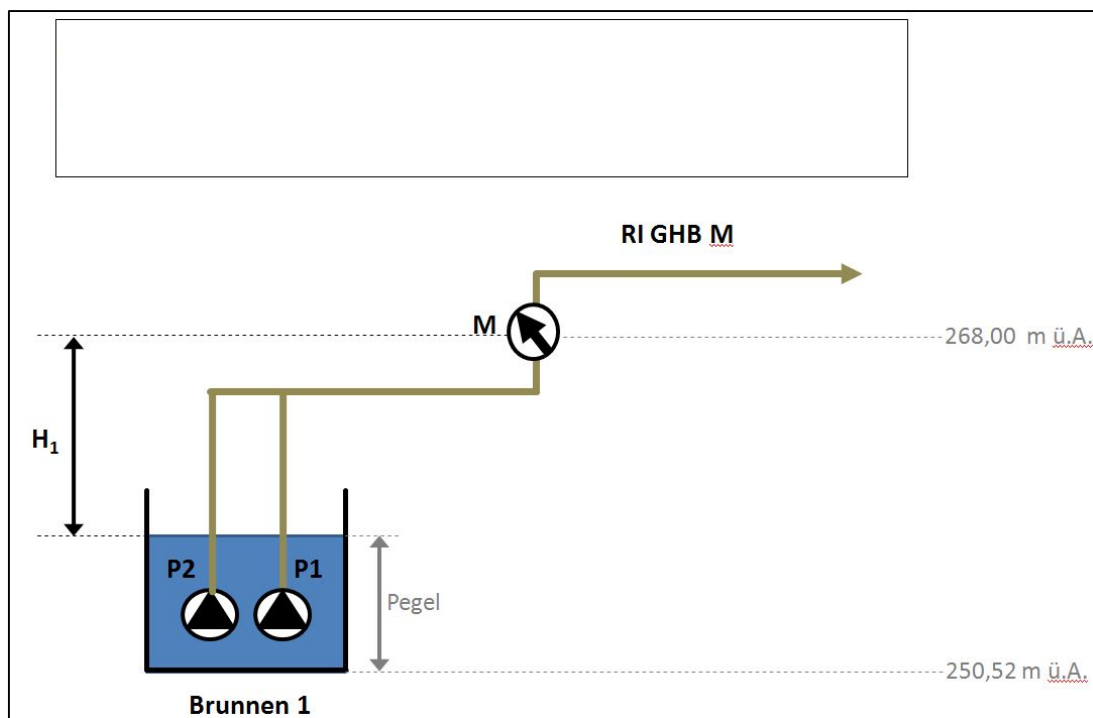 RI GHB M
M
268,00 m ü.A.
H₁
P2
P1
Pegel
250,52 m ü.A.
Brunnen 1